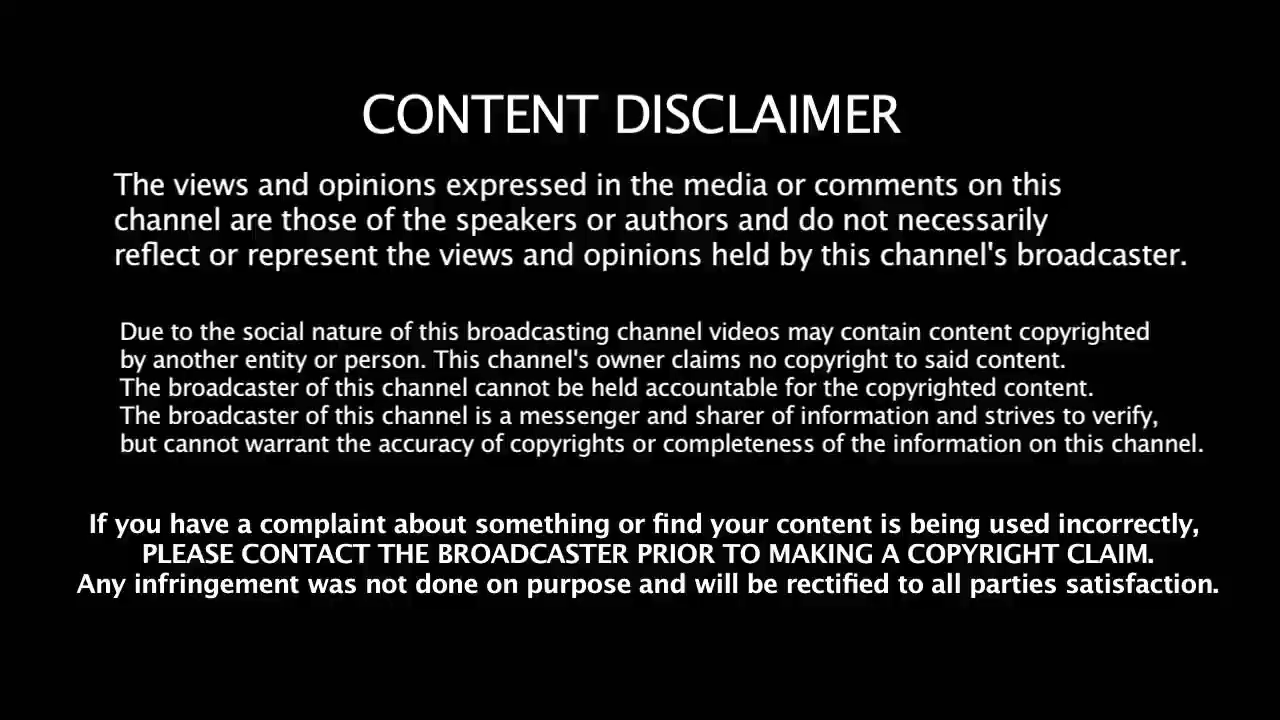 CONTENT DISCLAIMER
The views and opinions expressed in the media or comments on this
channel are those of the speakers or authors and do not necessarily
reflect or represent the views and opinions held by this channel's broadcaster.
Due to the social nature of this broadcasting channel videos may contain content copyrighted
by another entity or person. This channel's owner claims no copyright to said content.
The broadcaster of this channel cannot be held accountable for the copyrighted content.
The broadcaster of this channel is a messenger and sharer of information and strives to verify,
but cannot warrant the accuracy of copyrights or completeness of the information on this channel.
If you have a complaint about something or find your content is being used incorrectly,
PLEASE CONTACT THE BROADCASTER PRIOR TO MAKING A COPYRIGHT CLAIM.
Any infringement was not done on purpose and will be rectified to all parties satisfaction.